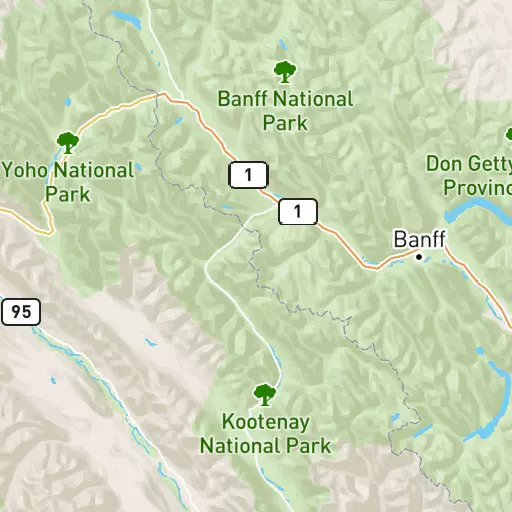 Banff National
Park
Yoho National
Park
Don Getty
Provinc
1
1
Banff
95
Kootenay
National Park